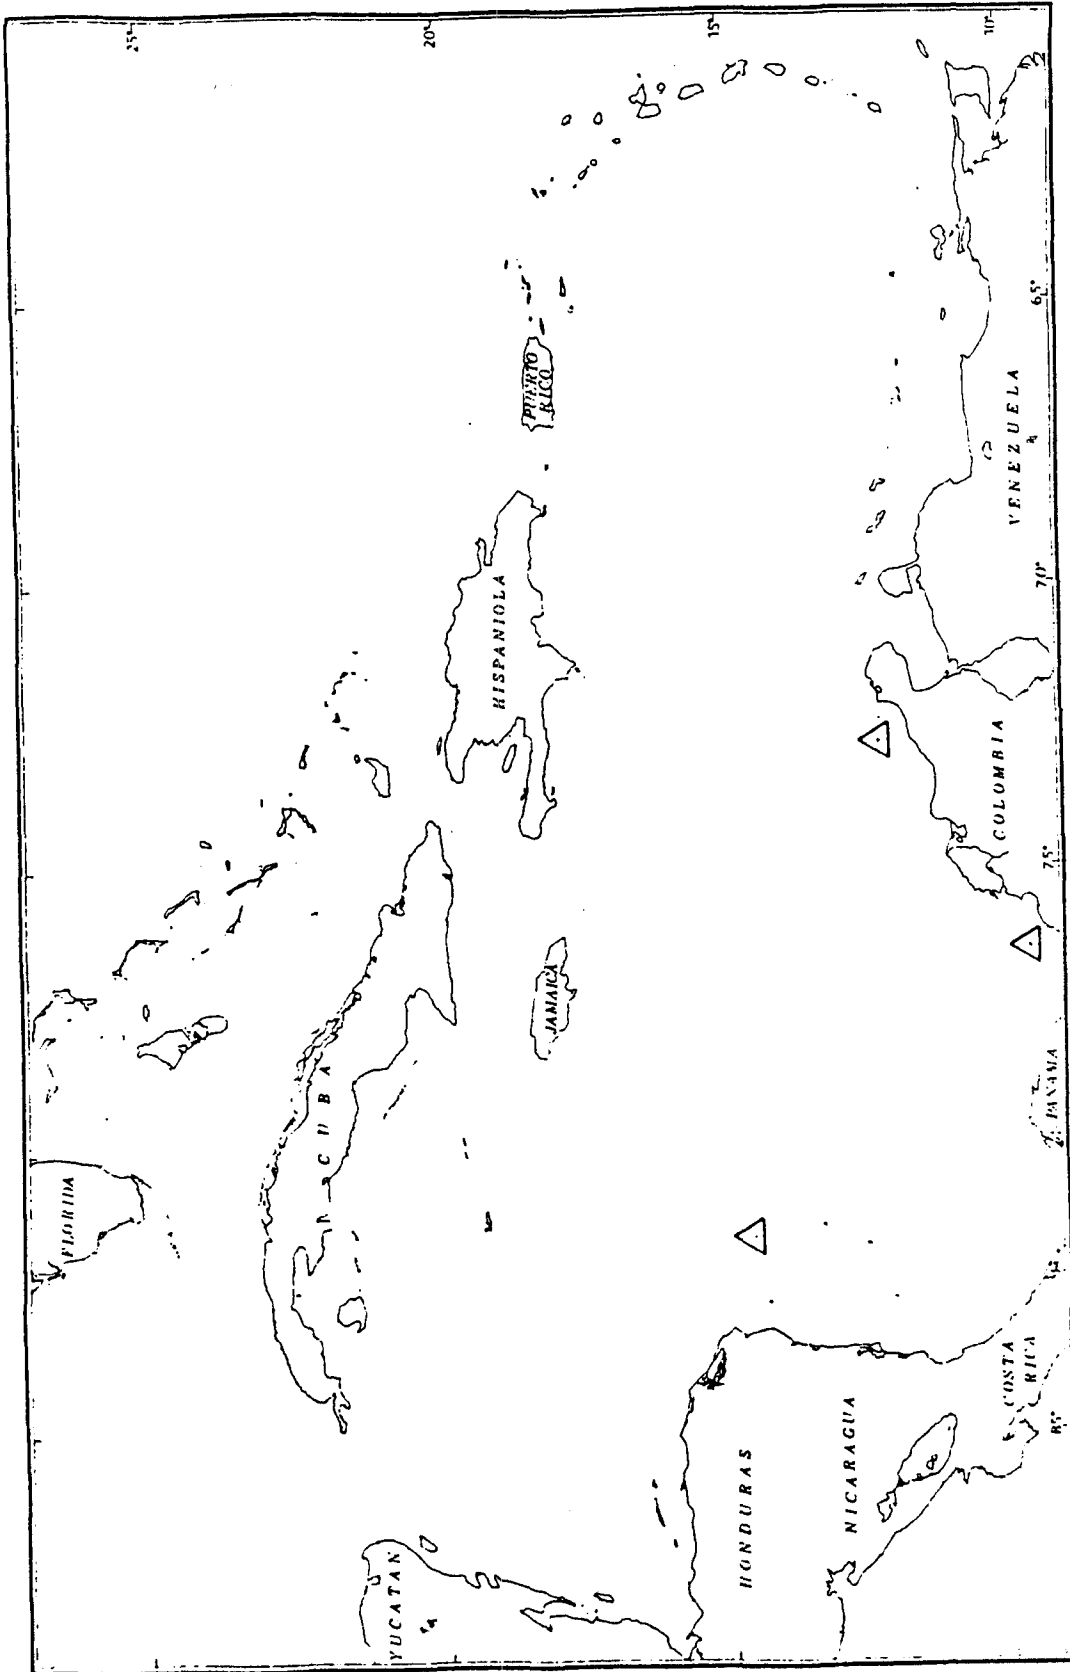 25°
20°
15°
10°
FLORIDA
CUBA
JAMAICA
HISPANIOLA
PUERTO
RICO
YUCATAN
HONDURAS
NICARAGUA
COSTA
RICA
PANAMA
COLOMBIA
VENEZUELA
85°
75°
70°
65°